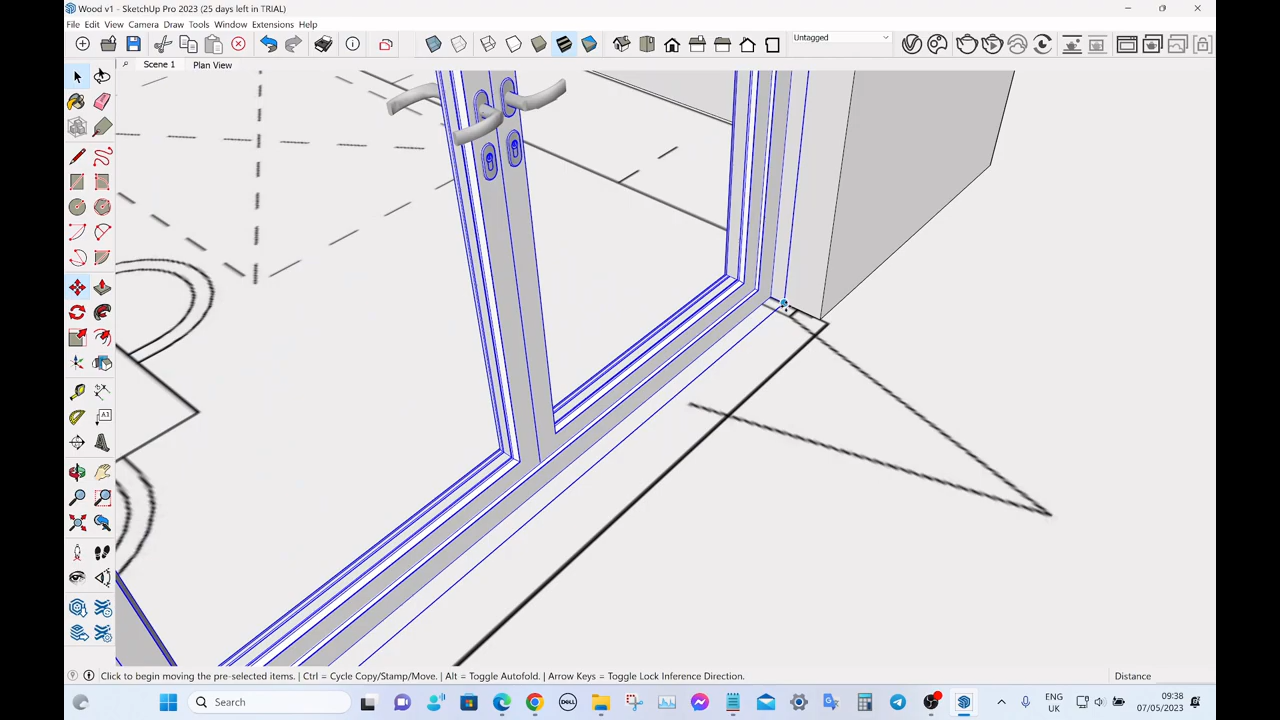 Wood v1 - SketchUp Pro 2023 (25 days left in TRIAL)
File Edit View Camera Draw Tools Window Extensions Help
Untagged
Scene 1 Plan View
A1
Click to begin moving the pre-selected items. | Ctrl = Cycle Copy/Stamp/Move. | Alt = Toggle Autofold. | Arrow Keys = Toggle Lock Inference Direction. Distance
Search
DELL
ENG
UK
09:38
07/05/2023